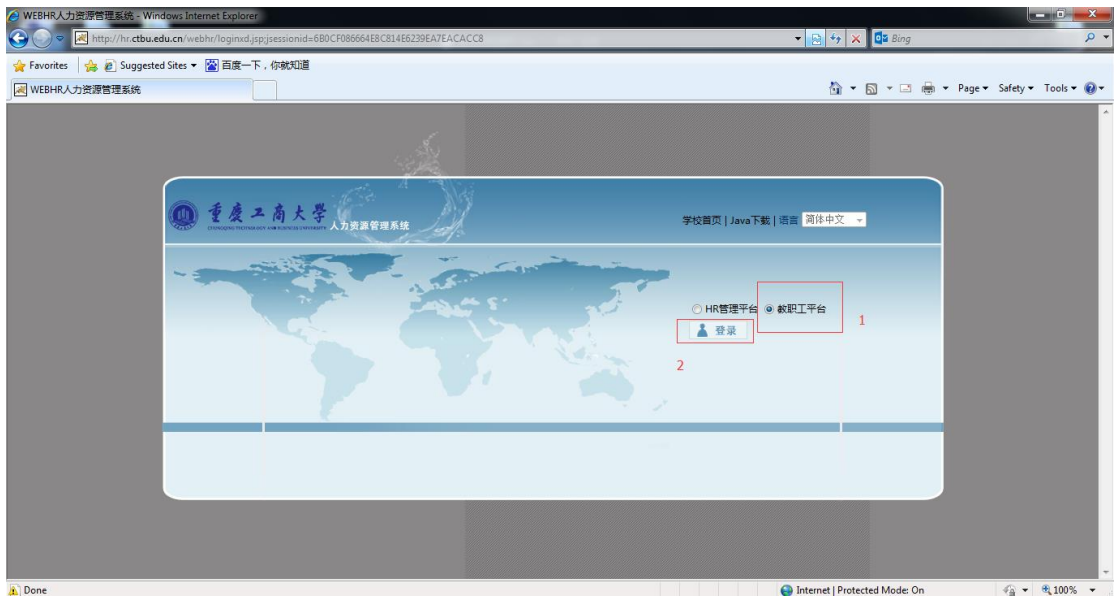 WEBHR人力资源管理系统 - Windows Internet Explorer
http://hr.ctbu.edu.cn/webhr/loginxd.jsp;jsessionid=6B0CF086664E8C814E6239EA7EACACC8
Bing
Favorites Suggested Sites 百度一下，你就知道
WEBHR人力资源管理系统
Page Safety Tools
重庆工商大学
CHONGQING TECHNOLOGY AND BUSINESS UNIVERSITY
人力资源管理系统
学校首页 | Java下载 | 语言 简体中文
HR管理平台 教职工平台
1
登录
2
Done
Internet | Protected Mode: On
100%